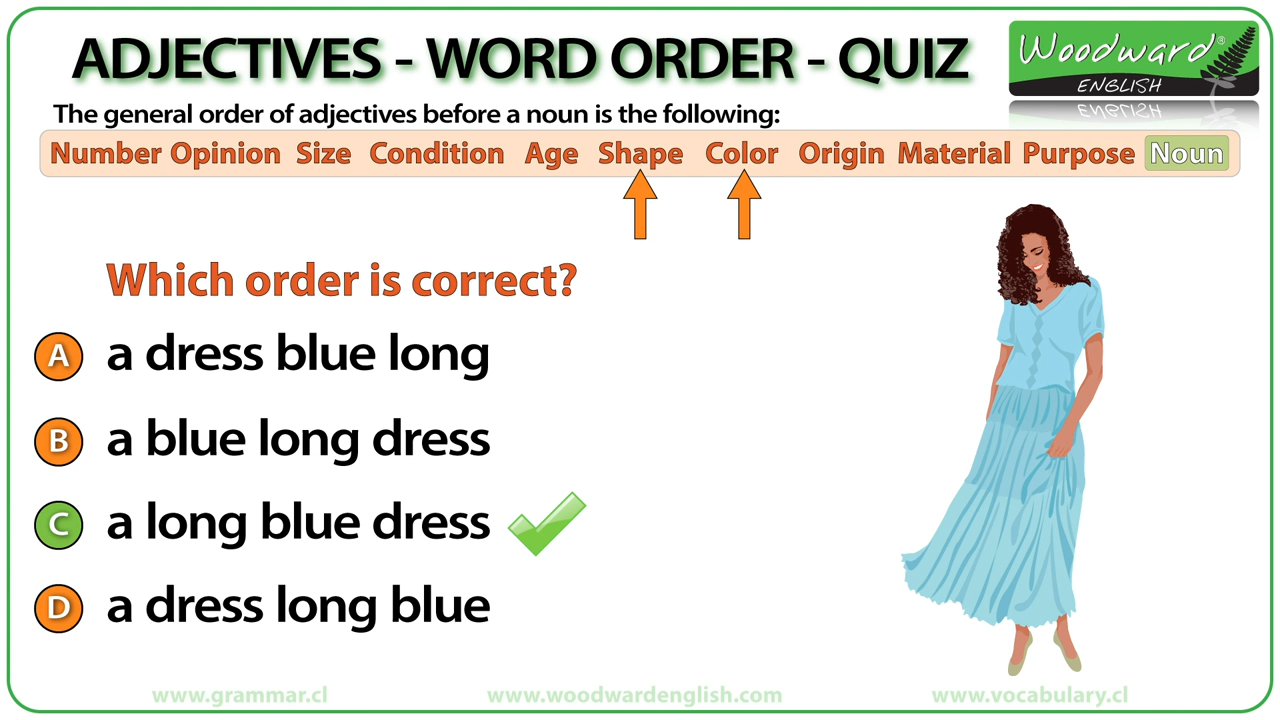 ADJECTIVES - WORD ORDER - QUIZ
Woodward®
ENGLISH
The general order of adjectives before a noun is the following:
Number Opinion Size Condition Age Shape Color Origin Material Purpose Noun
Which order is correct?
A a dress blue long
B a blue long dress
C a long blue dress
D a dress long blue
www.grammar.cl www.woodwardenglish.com www.vocabulary.cl